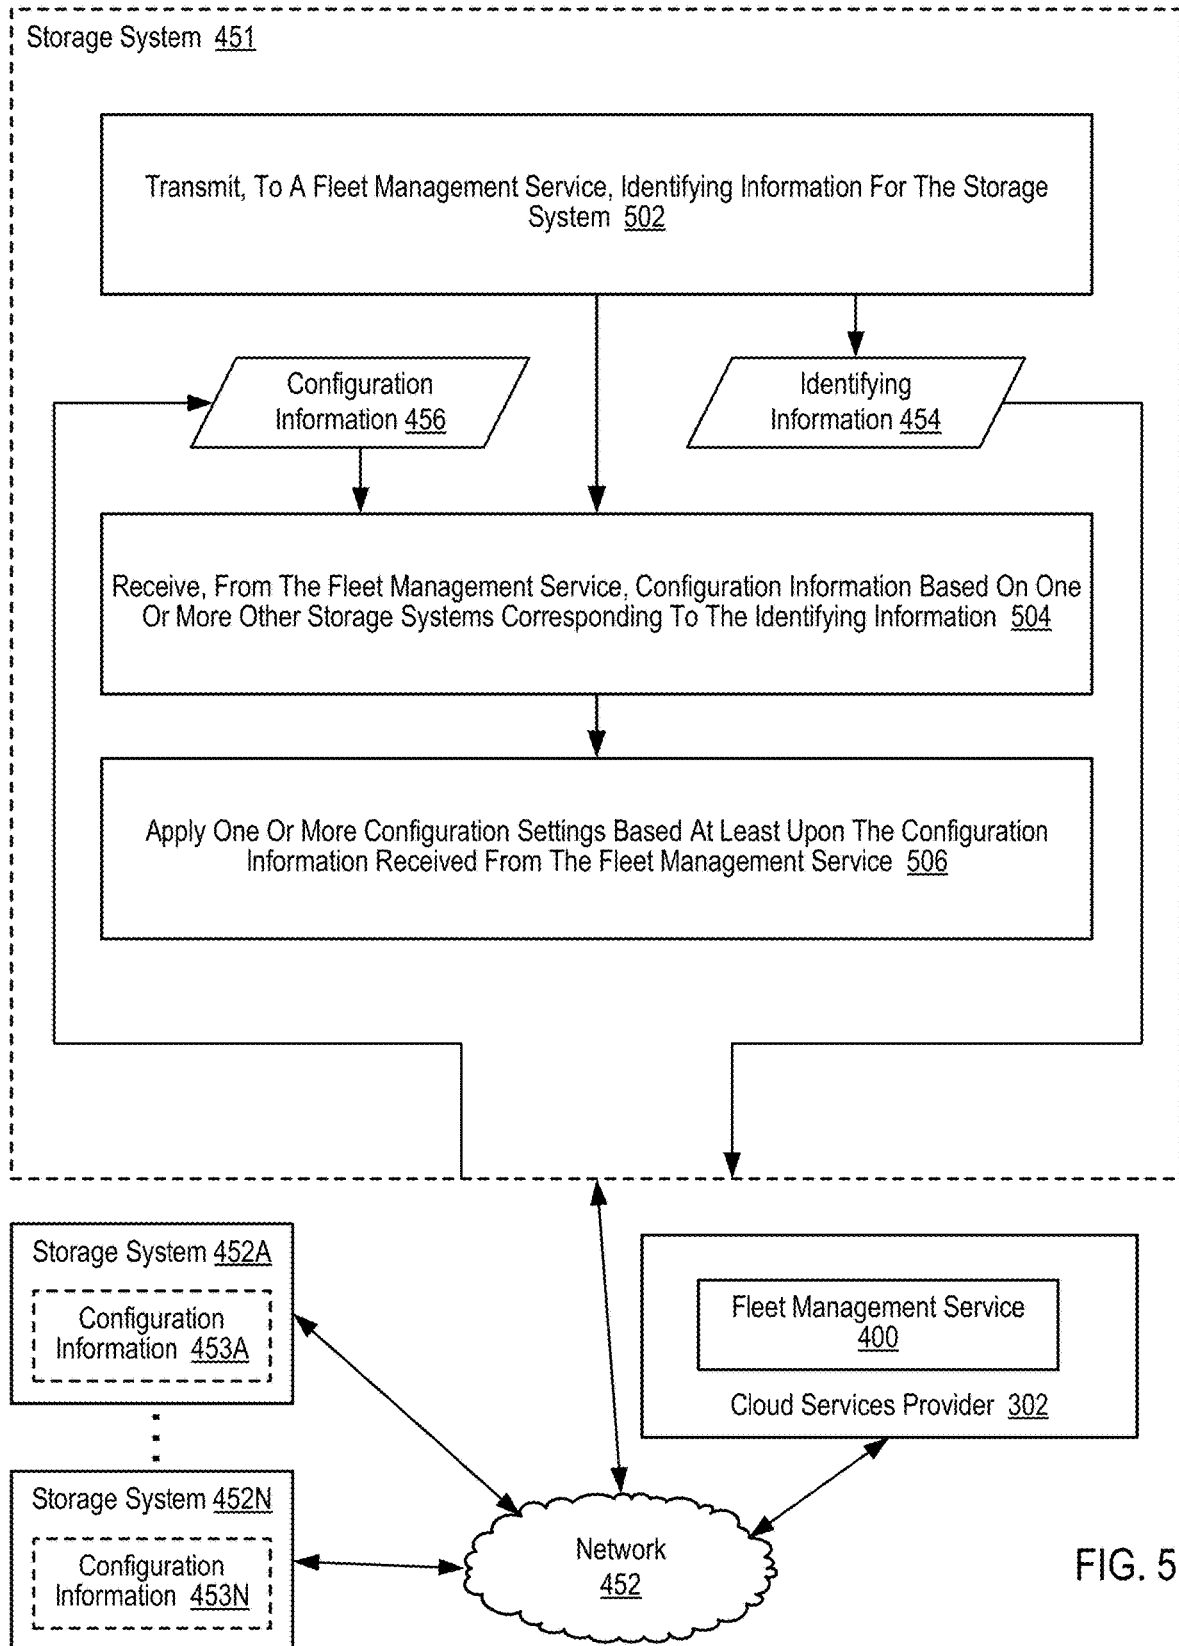 Storage System 451
Transmit, To A Fleet Management Service, Identifying Information For The Storage
System 502
Configuration
Information 456
Identifying
Information 454
Receive, From The Fleet Management Service, Configuration Information Based On One
Or More Other Storage Systems Corresponding To The Identifying Information 504
Apply One Or More Configuration Settings Based At Least Upon The Configuration
Information Received From The Fleet Management Service 506
Storage System 452A
Configuration
Information 453A
Fleet Management Service
400
Cloud Services Provider 302
Storage System 452N
Configuration
Information 453N
Network
452
FIG. 5